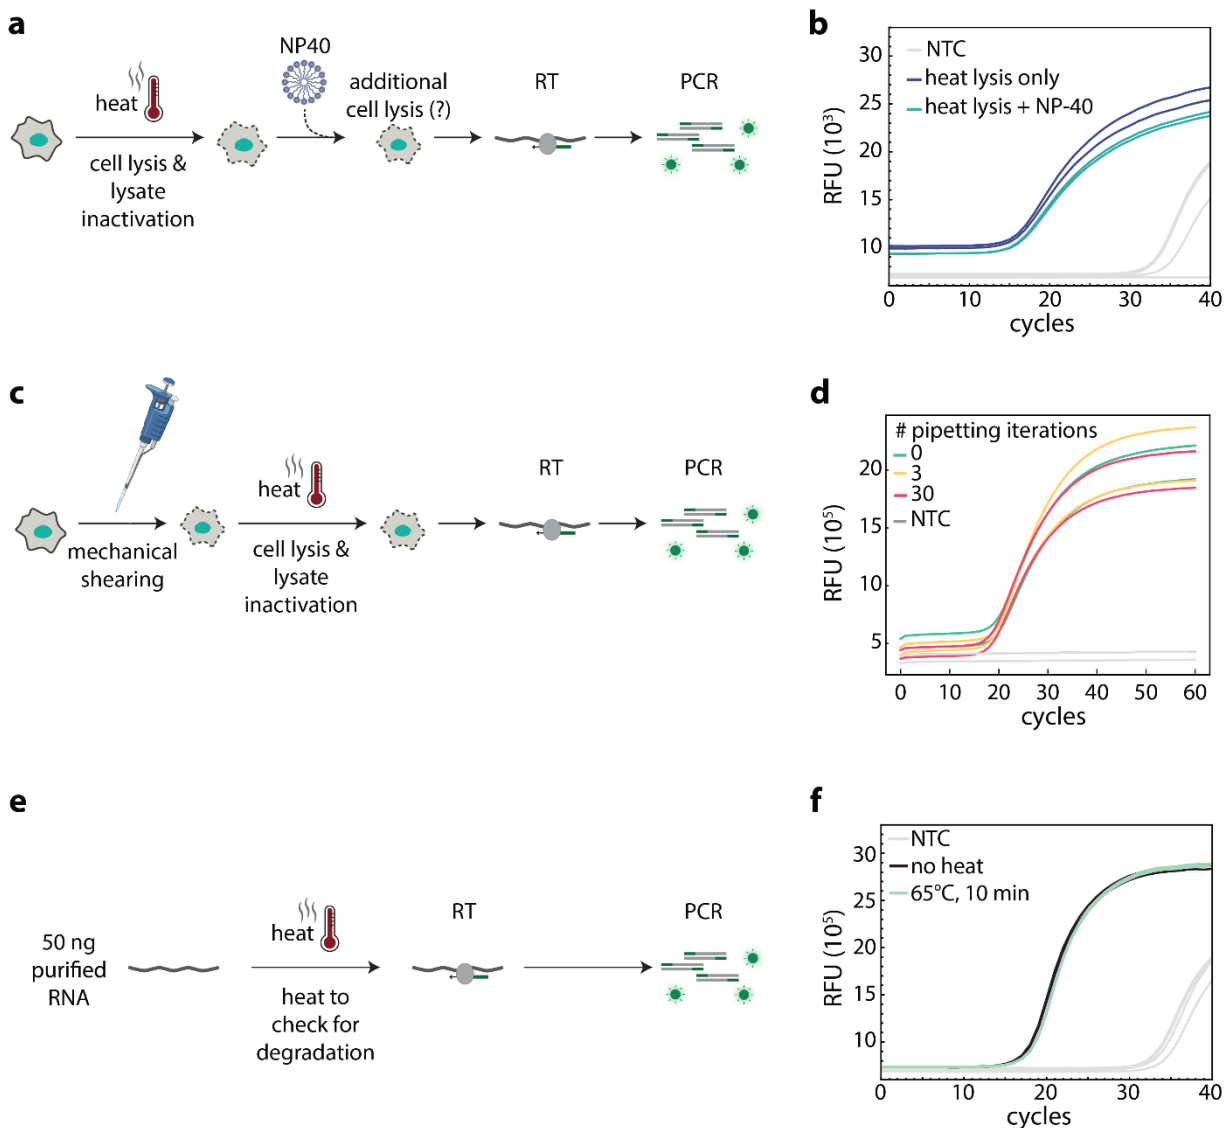 a
NP40
heat
additional
cell lysis (?)
RT
PCR
cell lysis &
lysate
inactivation
b
NTC
heat lysis only
heat lysis + NP-40
RFU (10³)
30
25
20
15
10
0
10
20
30
40
cycles
c
heat
RT
PCR
mechanical
shearing
cell lysis &
lysate
inactivation
d
# pipetting iterations
0
3
30
NTC
RFU (10⁵)
20
15
10
5
0
10
20
30
40
50
60
cycles
e
50 ng
purified
RNA
heat
RT
PCR
heat to
check for
degradation
f
NTC
no heat
65°C, 10 min
RFU (10⁵)
30
25
20
15
10
0
10
20
30
40
cycles